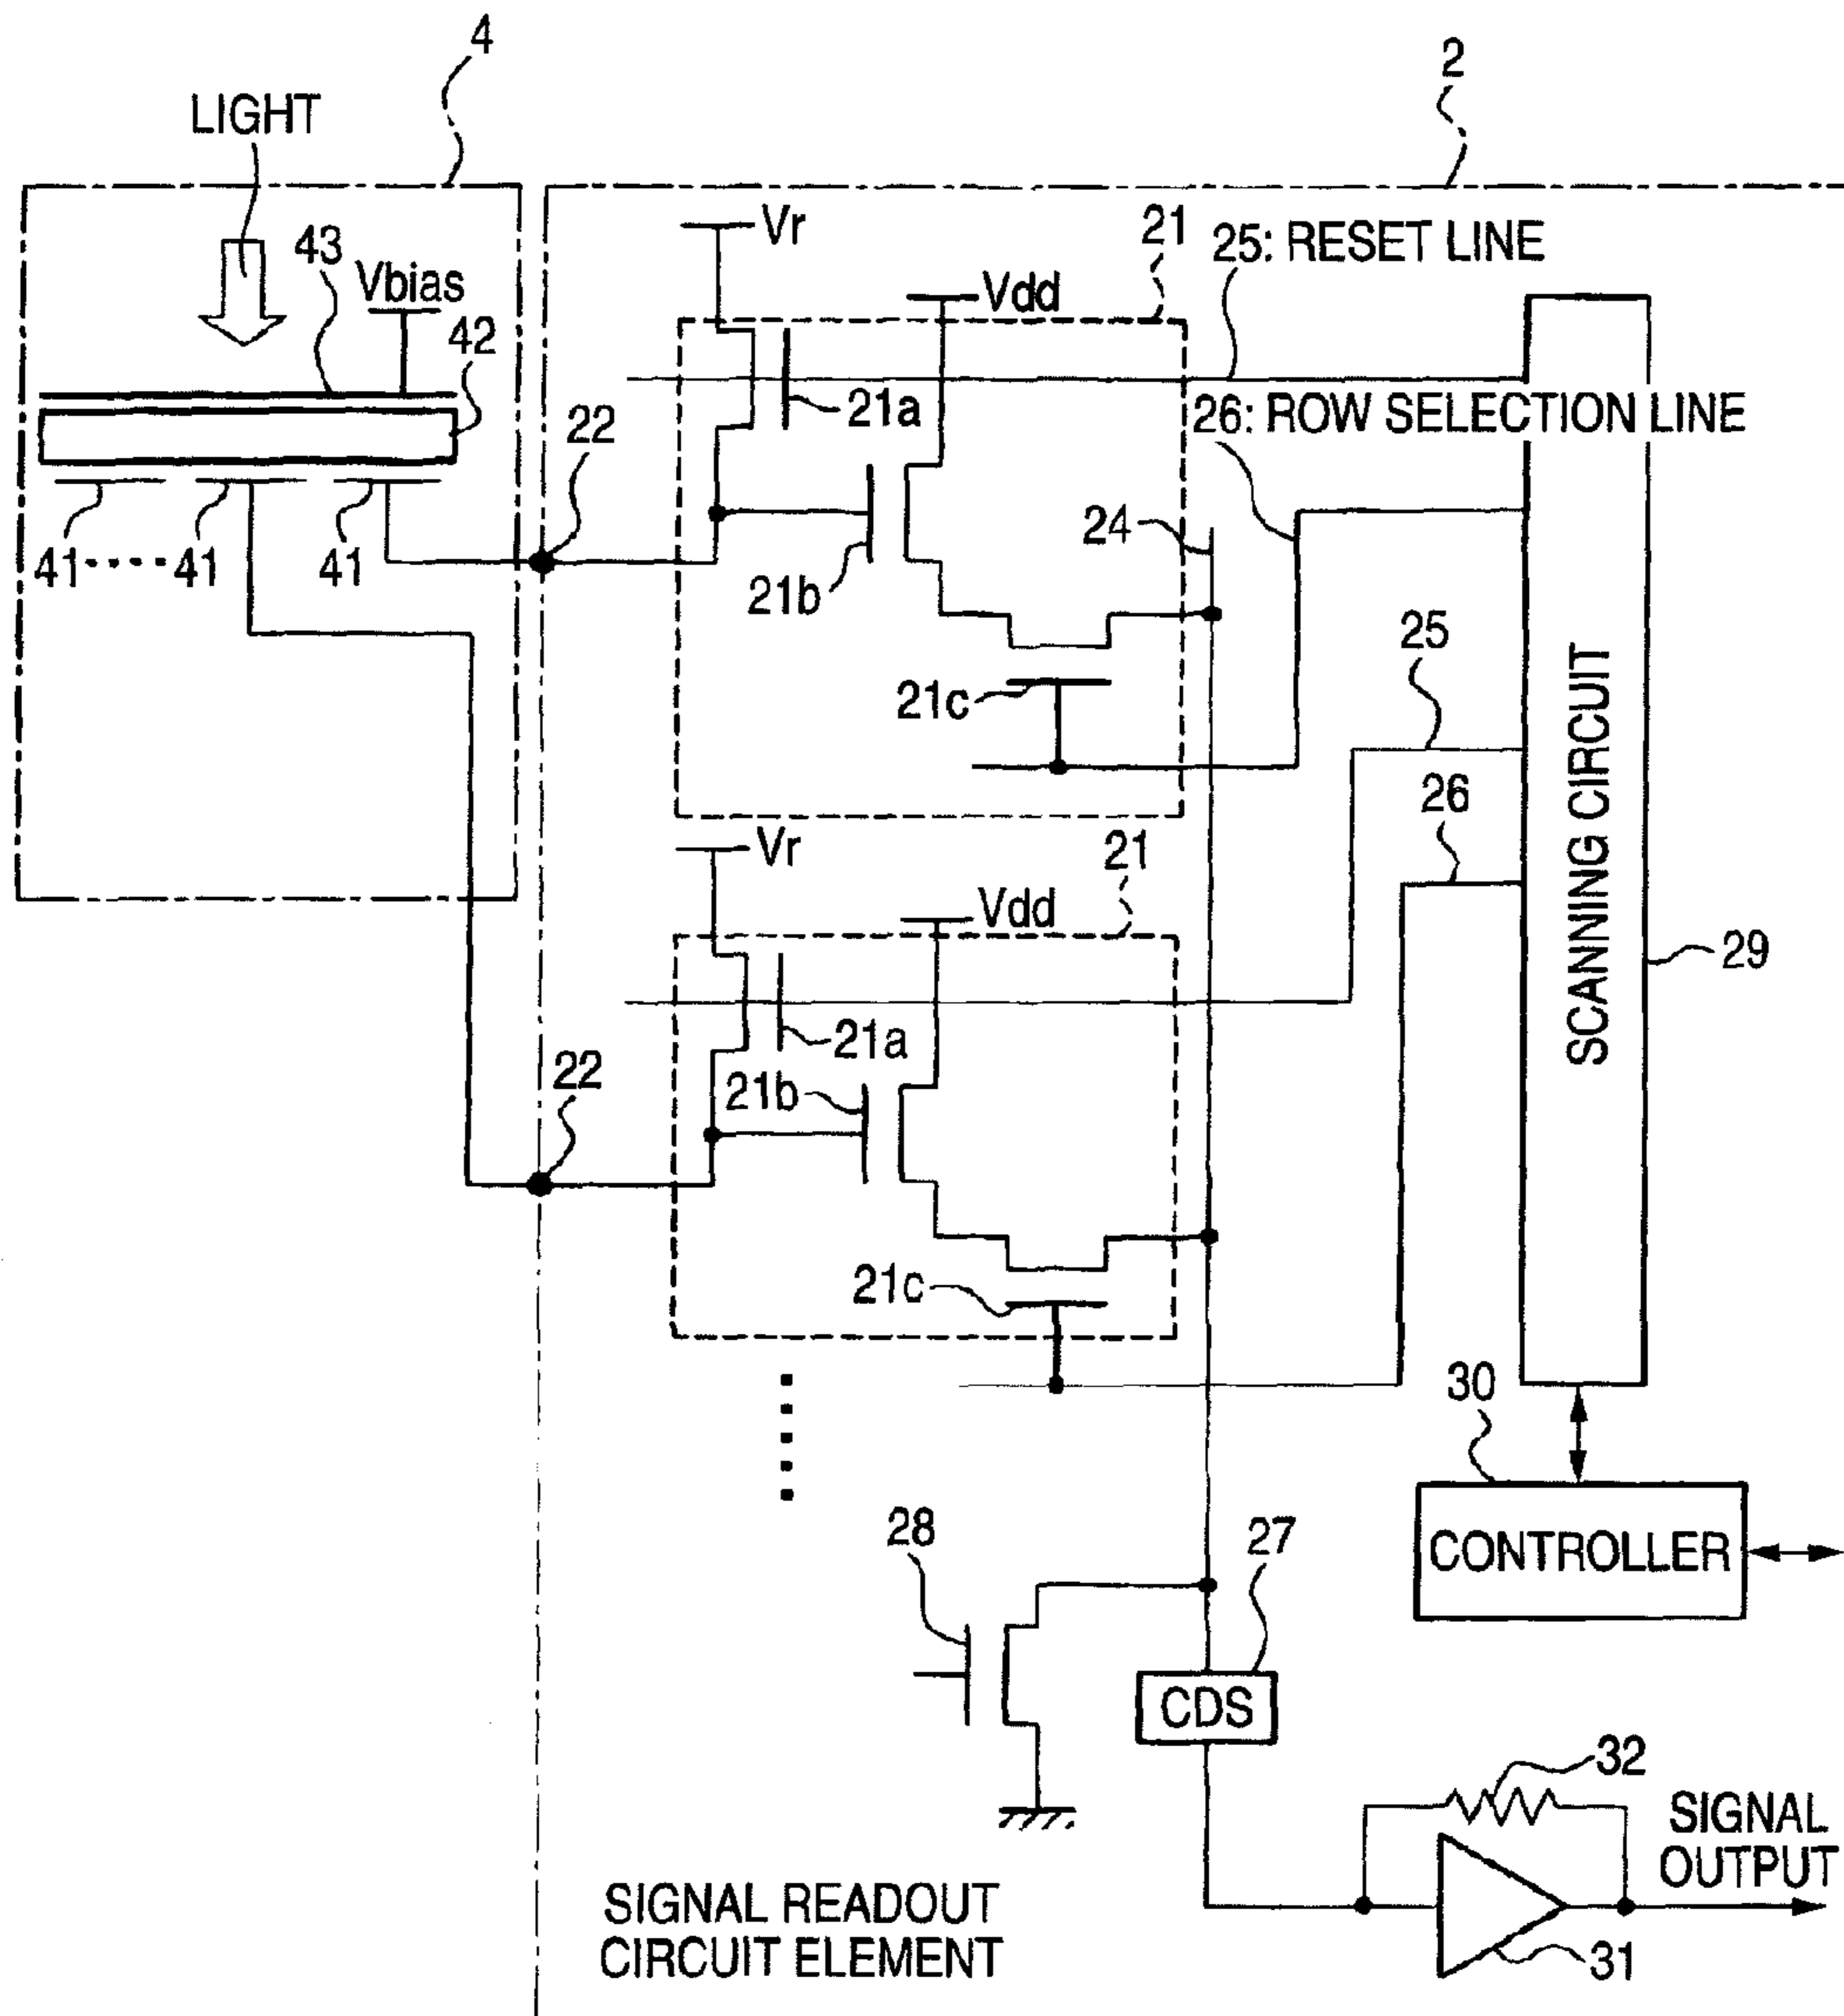 4
2
LIGHT
Vr
21
25: RESET LINE
43
Vbias
Vdd
42
21a
26: ROW SELECTION LINE
22
24
41
41
41
21b
25
21c
SCANNING CIRCUIT
26
Vr
21
Vdd
29
21a
22
21b
21c
30
28
27
CONTROLLER
CDS
32
SIGNAL
OUTPUT
SIGNAL READOUT
CIRCUIT ELEMENT
31